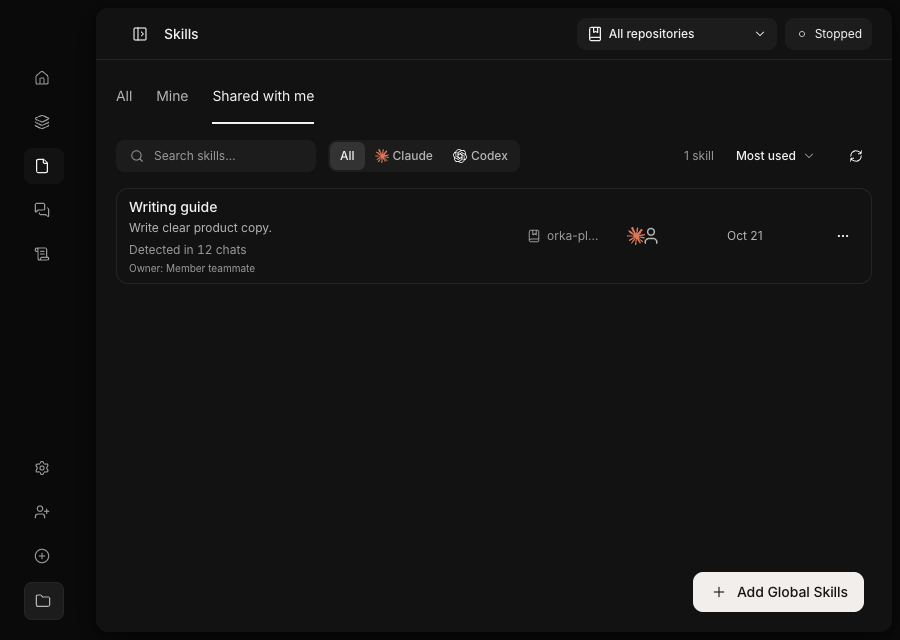 Skills
All repositories
Stopped
All
Mine
Shared with me
Search skills...
All
Claude
Codex
1 skill
Most used
Writing guide
Write clear product copy.
Detected in 12 chats
Owner: Member teammate
orka-pl...
Oct 21
Add Global Skills